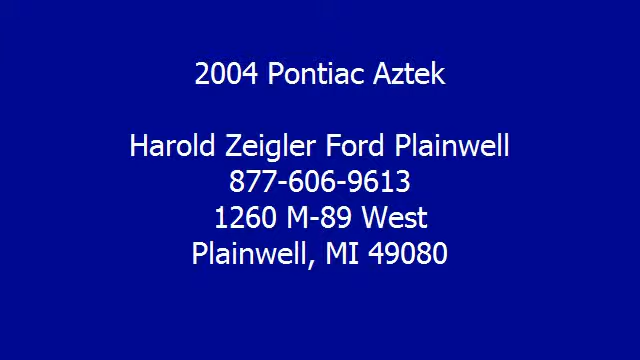 2004 Pontiac Aztek
Harold Zeigler Ford Plainwell
877-606-9613
1260 M-89 West
Plainwell, MI 49080